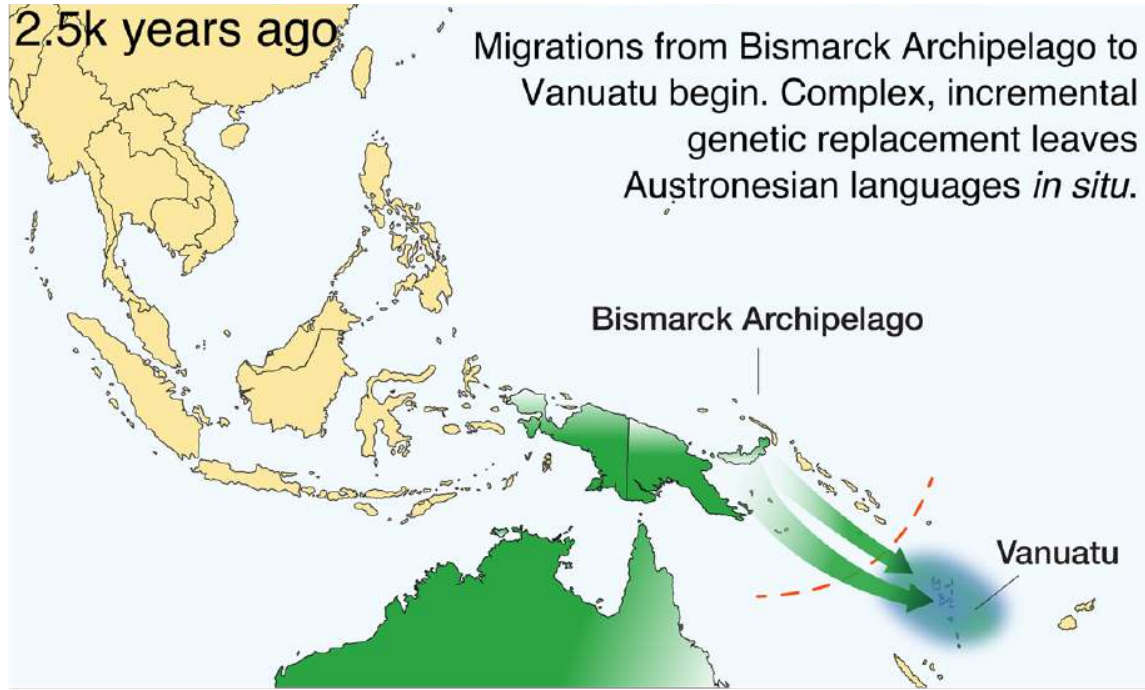 2.5k years ago
Migrations from Bismarck Archipelago to
Vanuatu begin. Complex, incremental
genetic replacement leaves
Austronesian languages in situ.
Bismarck Archipelago
Vanuatu